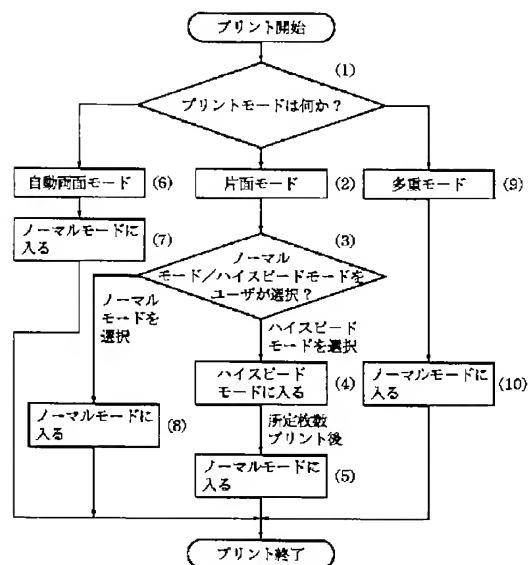 プリント開始
(1)
プリントモードは何か?
自動両面モード
(6)
片面モード
(2)
多重モード
(9)
ノーマルモードに
入る
(7)
(3)
ノーマル
モード/ハイスピードモードを
ユーザが選択?
ノーマル
モードを
選択
ハイスピード
モードを選択
ハイスピード
モードに入る
(4)
ノーマルモードに
入る
(10)
ノーマルモードに
入る
(8)
所定枚数
プリント後
ノーマルモードに
入る
(5)
プリント終了